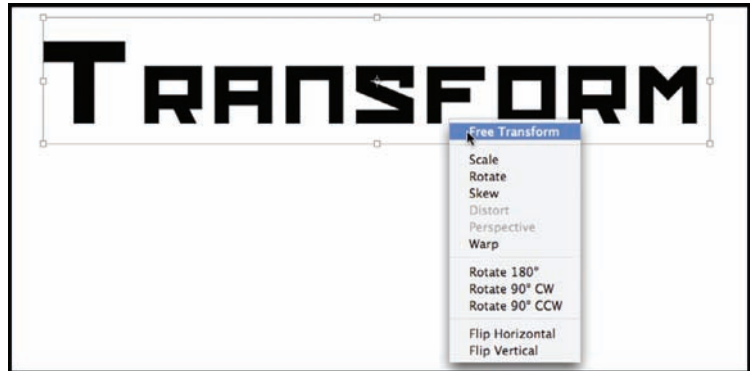 TRANSFORM
Free Transform
Scale
Rotate
Skew
Distort
Perspective
Warp
Rotate 180°
Rotate 90° CW
Rotate 90° CCW
Flip Horizontal
Flip Vertical